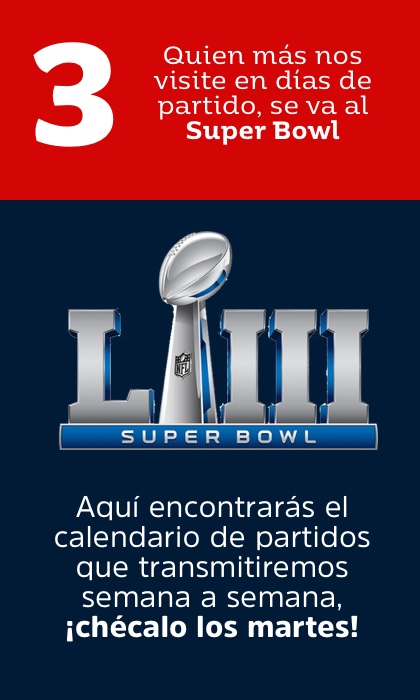 3
Quien más nos
visite en días de
partido, se va al
Super Bowl
LIII
NFL
SUPER BOWL
Aquí encontrarás el
calendario de partidos
que transmitiremos
semana a semana,
¡chécalo los martes!